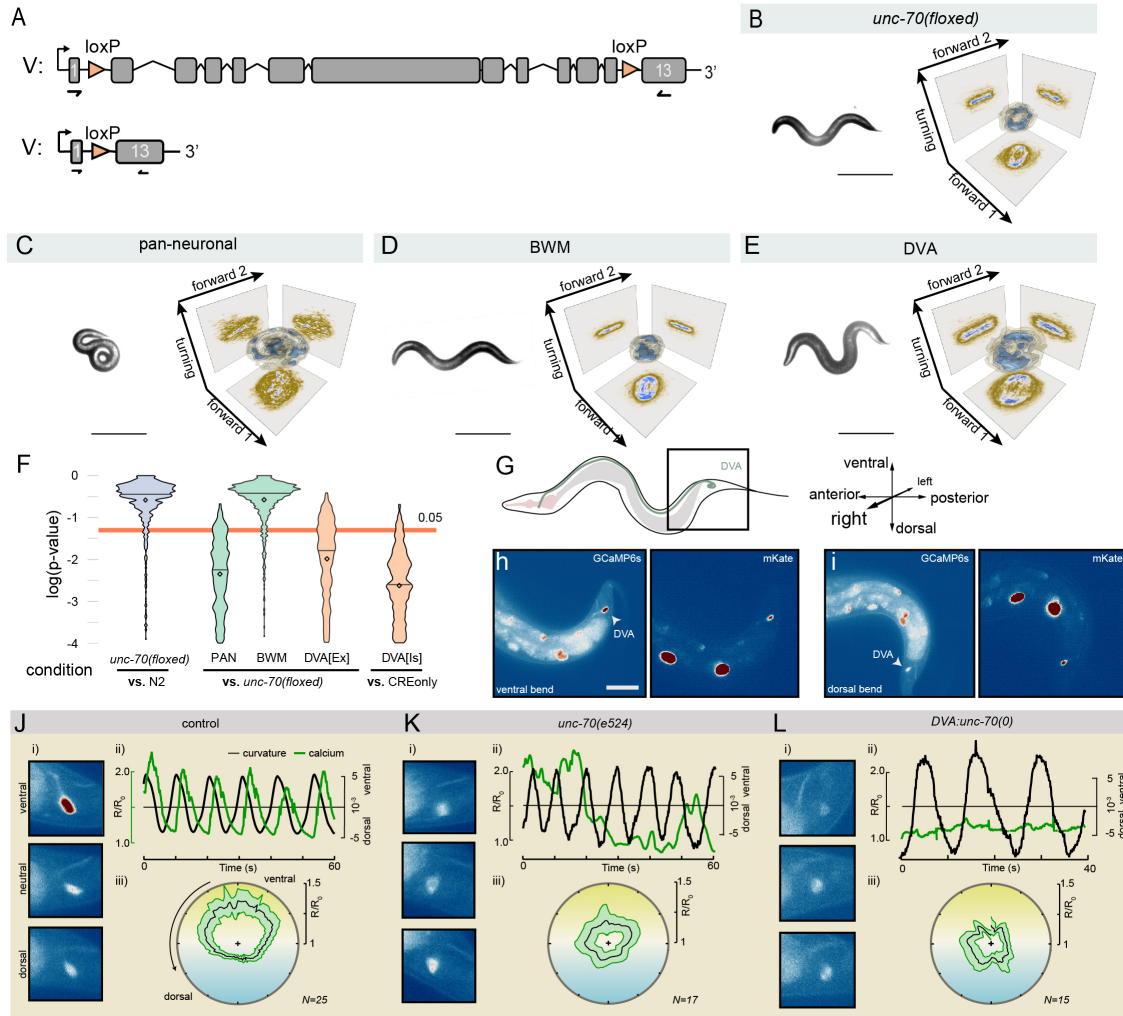 A
V:
1
loxP
loxP
13
3'
V:
1
loxP
13
3'
B
unc-70(floxed)
forward 2
turning
forward 1
C
pan-neuronal
forward 2
turning
forward 1
D
BWM
forward 2
turning
forward
E
DVA
forward 2
turning
forward 1
F
log(p-value)
0
-1
-2
-3
-4
0.05
condition
unc-70(floxed)
PAN
BWM
DVA[Ex]
DVA[Is]
vs. N2
vs. unc-70(floxed)
vs. CREonly
G
DVA
ventral
left
anterior
posterior
right
dorsal
h
GCaMP6s
DVA
ventral bend
mKate
i
GCaMP6s
DVA
dorsal bend
mKate
J
control
i)
ventral
neutral
dorsal
ii)
curvature
calcium
2.0
R/R0
1.0
5
10-3
-5
ventral
dorsal
0
Time (s)
60
iii)
ventral
1.5
R/R0
1
dorsal
N=25
K
unc-70(e524)
i)
ii)
2.0
R/R0
1.0
5
10-3
-5
ventral
dorsal
0
Time (s)
60
iii)
1.5
R/R0
1
N=17
L
DVA:unc-70(0)
i)
ii)
2.0
R/R0
1.0
5
10-3
-5
ventral
dorsal
0
Time (s)
40
iii)
1.5
R/R0
1
N=15